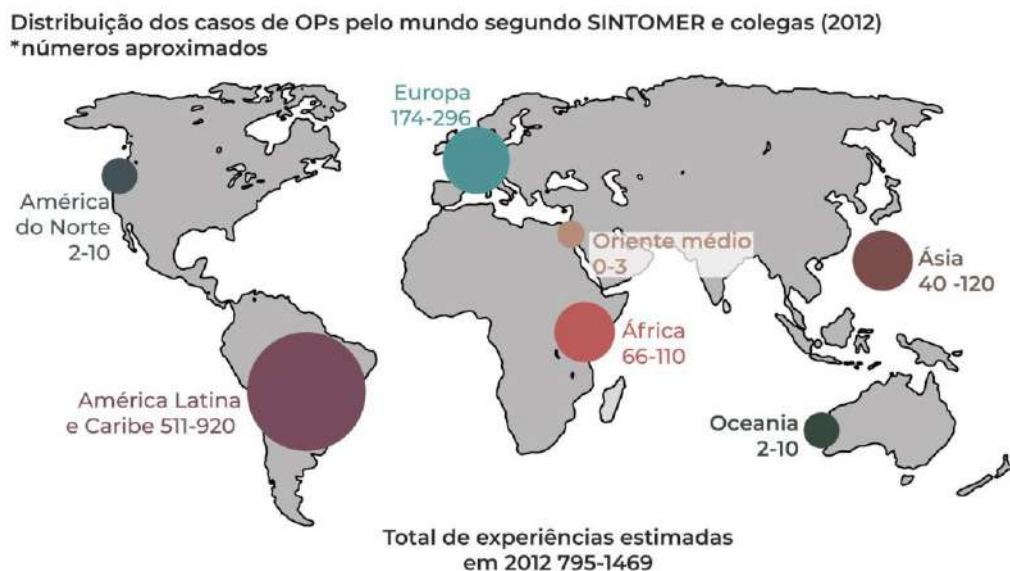 Distribuição dos casos de OPs pelo mundo segundo SINTOMER e colegas (2012)
*números aproximados
Europa
174-296
América
do Norte
2-10
Oriente médio
0-3
Ásia
40 -120
África
66-110
América Latina
e Caribe 511-920
Oceania
2-10
Total de experiências estimadas
em 2012 795-1469